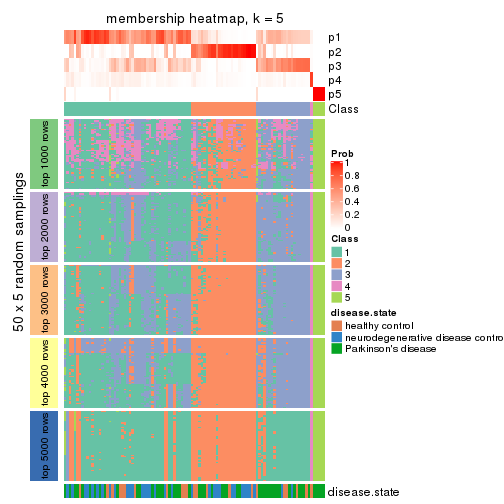 membership heatmap, k = 5
p1
p2
p3
p4
p5
Class
50 x 5 random samplings
top 1000 rows
top 2000 rows
top 3000 rows
top 4000 rows
top 5000 rows
Prob
1
0.8
0.6
0.4
0.2
0
Class
1
2
3
4
5
disease.state
healthy control
neurodegenerative disease contro
Parkinson's disease
disease.state